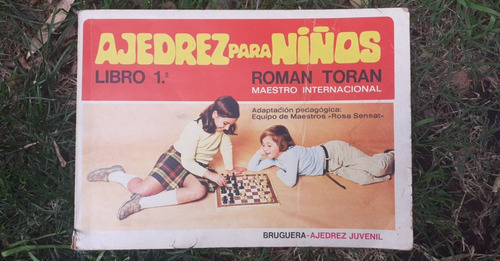 AJEDREZ PARA NIÑOS
LIBRO 1.º
ROMAN TORAN
MAESTRO INTERNACIONAL
Adaptación pedagógica:
Equipo de Maestros «Rosa Sensat»
BRUGUERA-AJEDREZ JUVENIL